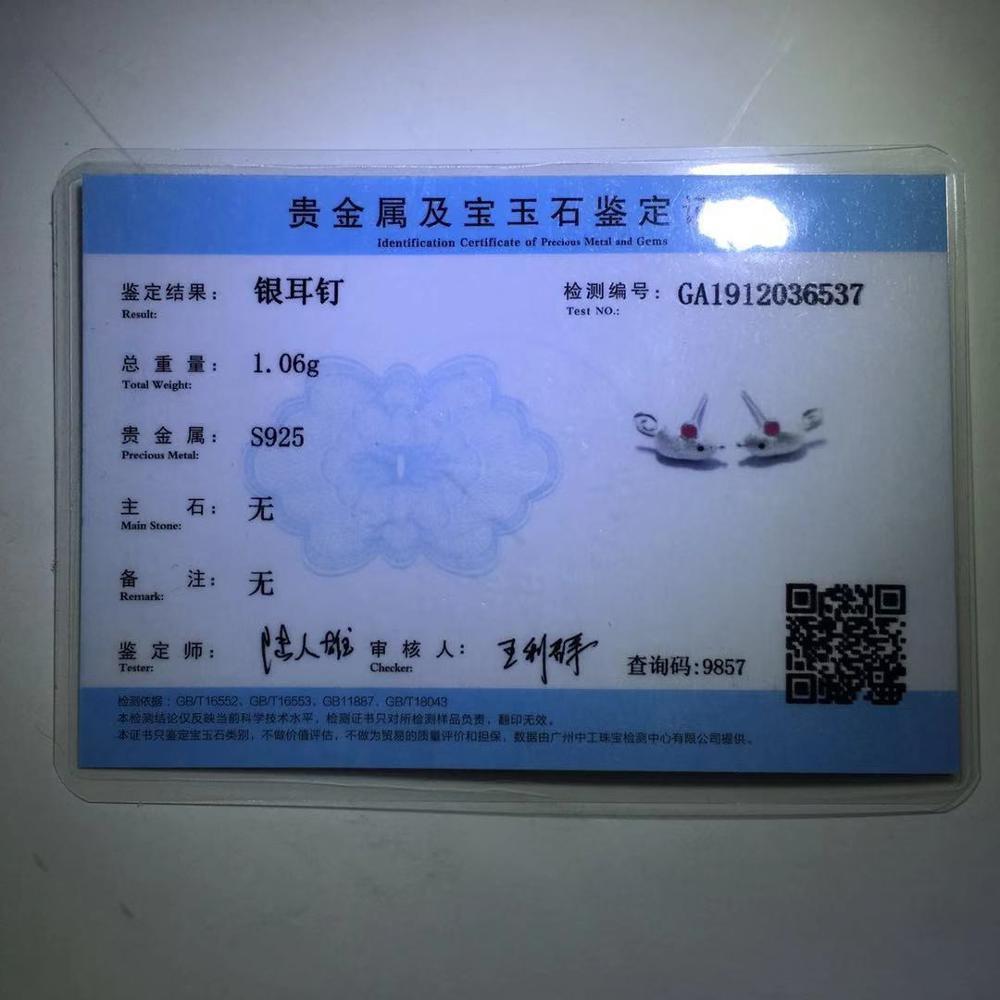 贵金属及宝玉石鉴定
Identification Certificate of Precious Metal and Gems
鉴定结果: 银耳钉
Result:
检测编号: GA1912036537
Test NO.:
总重量: 1.06g
Total Weight:
贵金属: S925
Precious Metal:
主石: 无
Main Stone:
备注: 无
Remark:
鉴定师:
Tester:
审核人:
Checker:
查询码:9857
检测依据: GB/T16552、GB/T16553、GB11887、GB/T18043
本检测结论仅反映当前科学技术水平，检测证书只对所检测样品负责，翻印无效。
本证书只鉴定宝玉石类别，不做价值评估，不做为贸易的质量评价和担保，数据由广州中工珠宝检测中心有限公司提供。